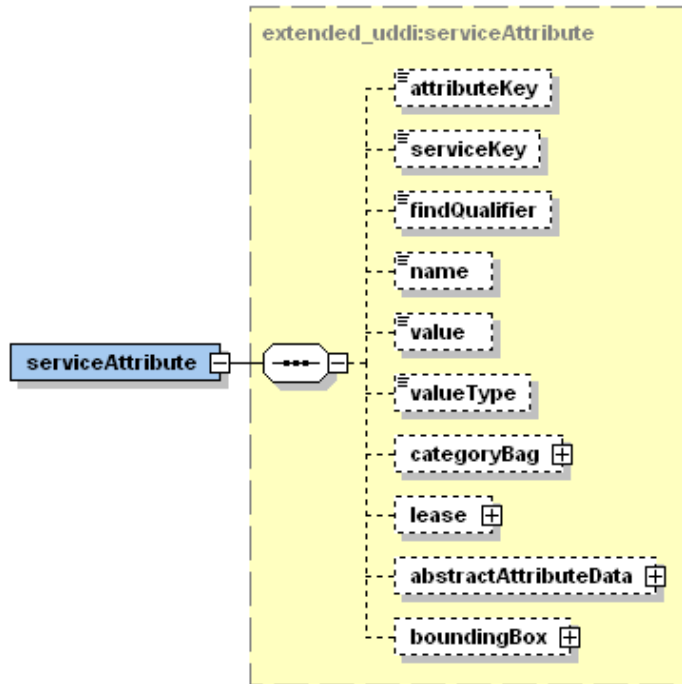 extended_uddi:serviceAttribute
attributeKey
serviceKey
findQualifier
name
value
serviceAttribute
valueType
categoryBag
lease
abstractAttributeData
boundingBox